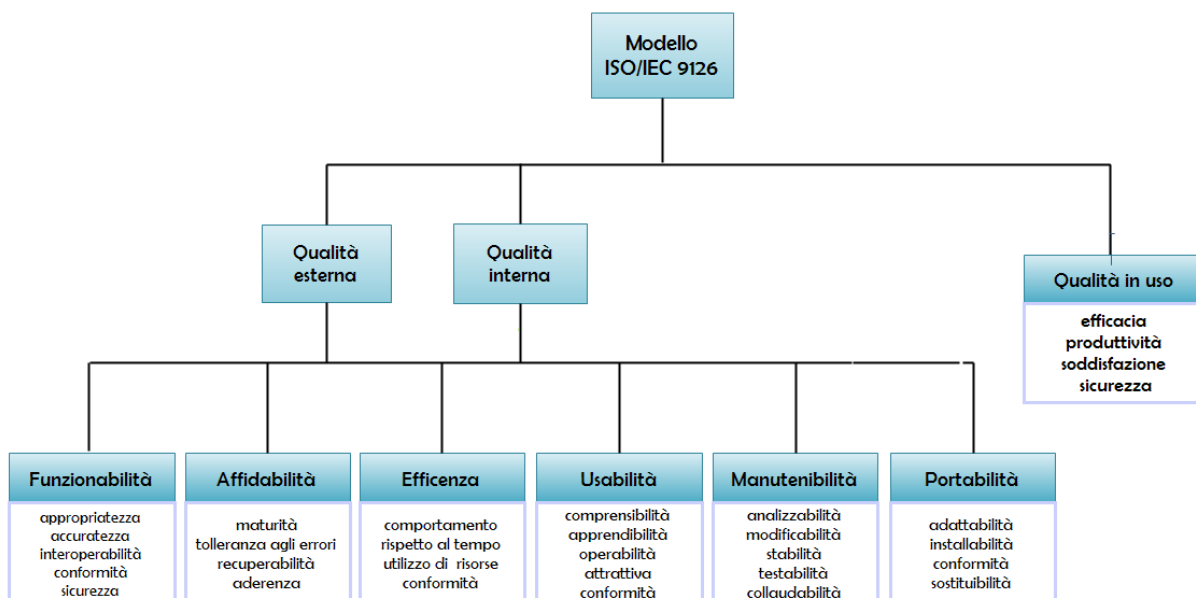 Modello
ISO/IEC 9126
Qualità
esterna
Qualità
interna
Qualità in uso
efficacia
produttività
soddisfazione
sicurezza
Funzionabilità
appropriatezza
accuratezza
interoperabilità
conformità
sicurezza
Affidabilità
maturità
tolleranza agli errori
recuperabilità
aderenza
Efficenza
comportamento
rispetto al tempo
utilizzo di risorse
conformità
Usabilità
comprensibilità
apprendibilità
operabilità
attrattiva
conformità
Manutenibilità
analizzabilità
modificabilità
stabilità
testabilità
collaudabilità
Portabilità
adattabilità
installabilità
conformità
sostituibilità